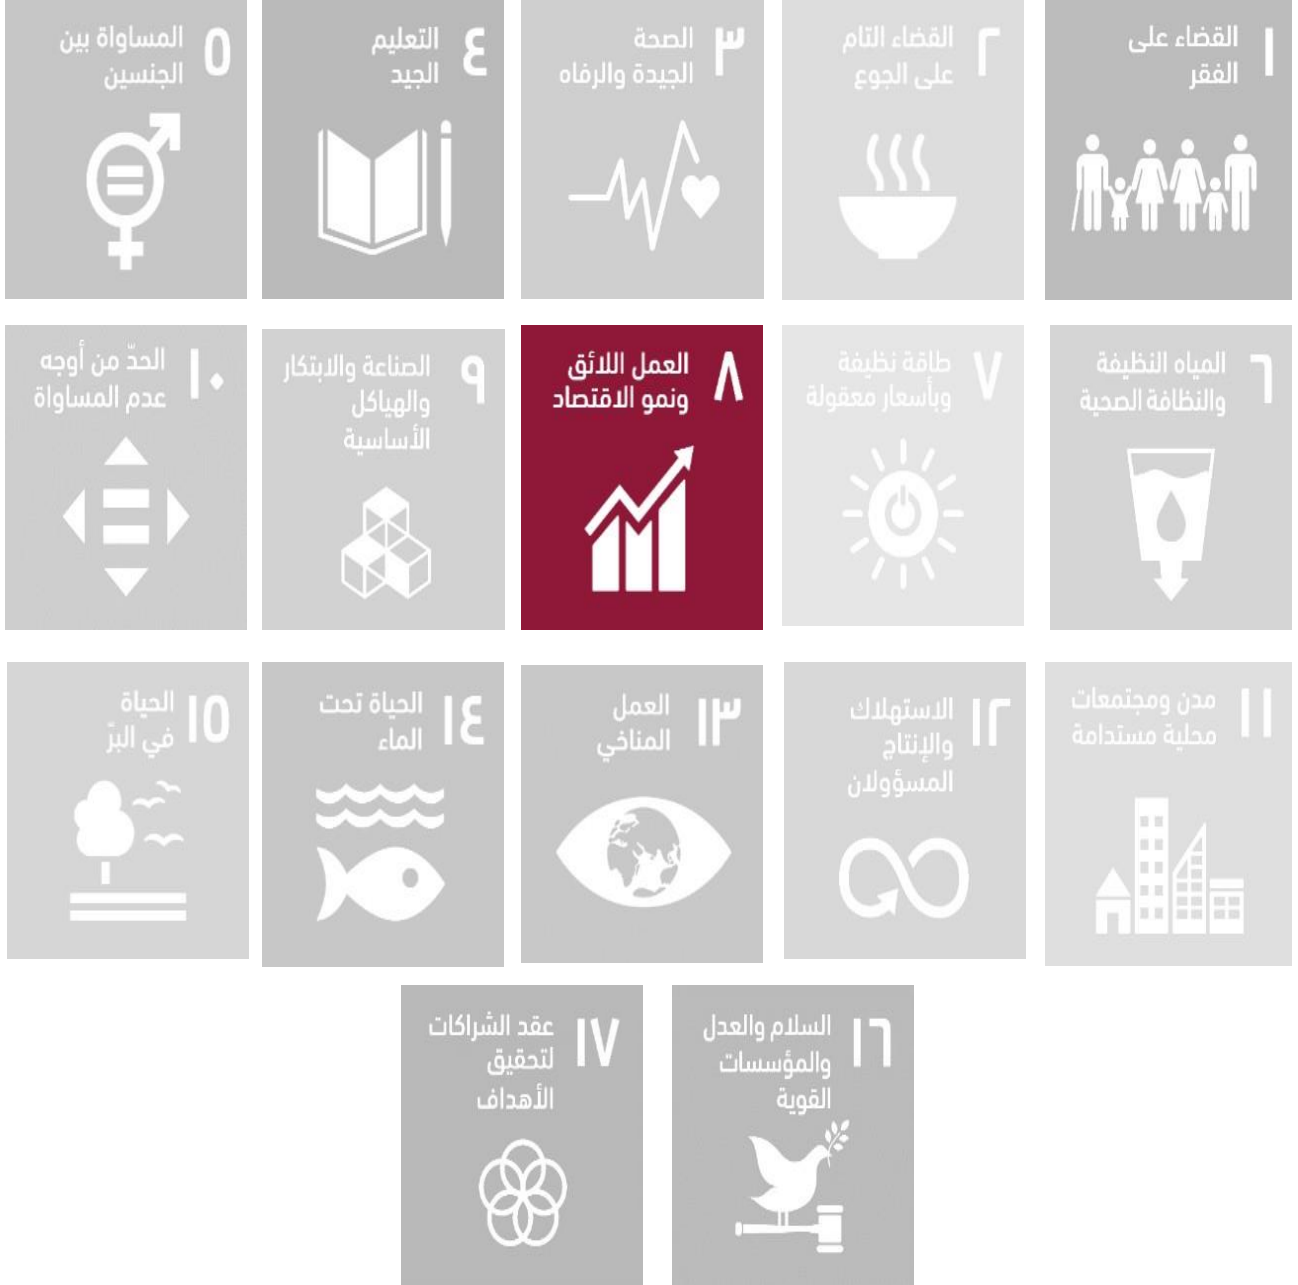 ١
القضاء على
الفقر
٢
القضاء التام
على الجوع
٣
الصحة
الجيدة والرفاه
٤
التعليم
الجيد
٥
المساواة بين
الجنسين
٦
المياه النظيفة
والنظافة الصحية
٧
طاقة نظيفة
وبأسعار معقولة
٨
العمل اللائق
ونمو الاقتصاد
٩
الصناعة والابتكار
والهياكل
الأساسية
١٠
الحدّ من أوجه
عدم المساواة
١١
مدن ومجتمعات
محلية مستدامة
١٢
الاستهلاك
والإنتاج
المسؤولان
١٣
العمل
المناخي
١٤
الحياة تحت
الماء
١٥
الحياة
في البرّ
١٦
السلام والعدل
والمؤسسات
القوية
١٧
عقد الشراكات
لتحقيق
الأهداف